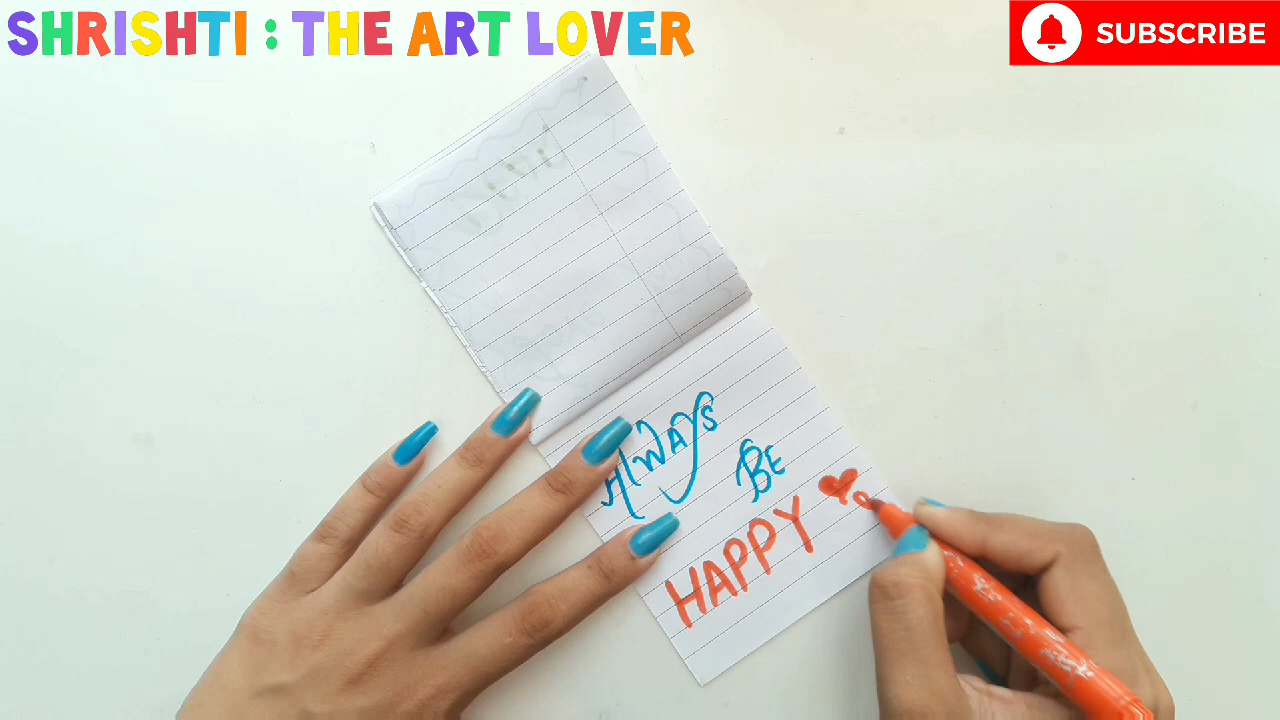 SHRISHTI : THE ART LOVER
SUBSCRIBE
AlWAYS
BE
HAPPY